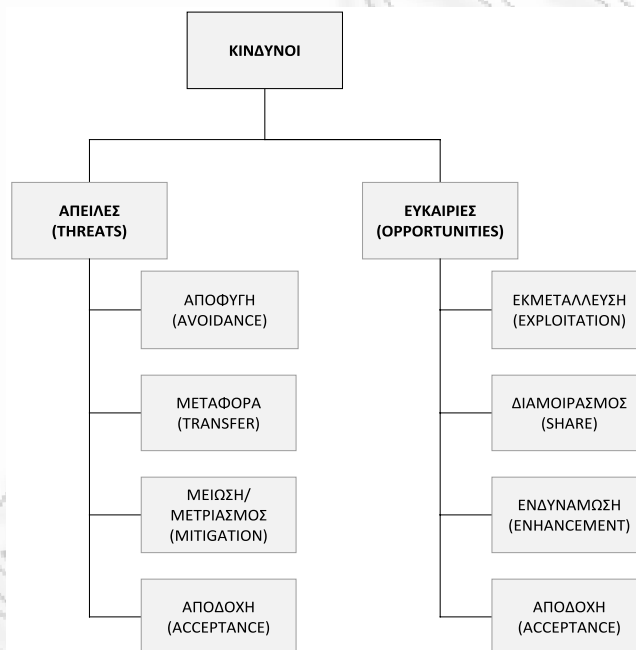 ΚΙΝΔΥΝΟΙ
ΑΠΕΙΛΕΣ
(THREATS)
ΑΠΟΦΥΓΗ
(AVOIDANCE)
ΜΕΤΑΦΟΡΑ
(TRANSFER)
ΜΕΙΩΣΗ/
ΜΕΤΡΙΑΣΜΟΣ
(MITIGATION)
ΑΠΟΔΟΧΗ
(ACCEPTANCE)
ΕΥΚΑΙΡΙΕΣ
(OPPORTUNITIES)
ΕΚΜΕΤΑΛΛΕΥΣΗ
(EXPLOITATION)
ΔΙΑΜΟΙΡΑΣΜΟΣ
(SHARE)
ΕΝΔΥΝΑΜΩΣΗ
(ENHANCEMENT)
ΑΠΟΔΟΧΗ
(ACCEPTANCE)